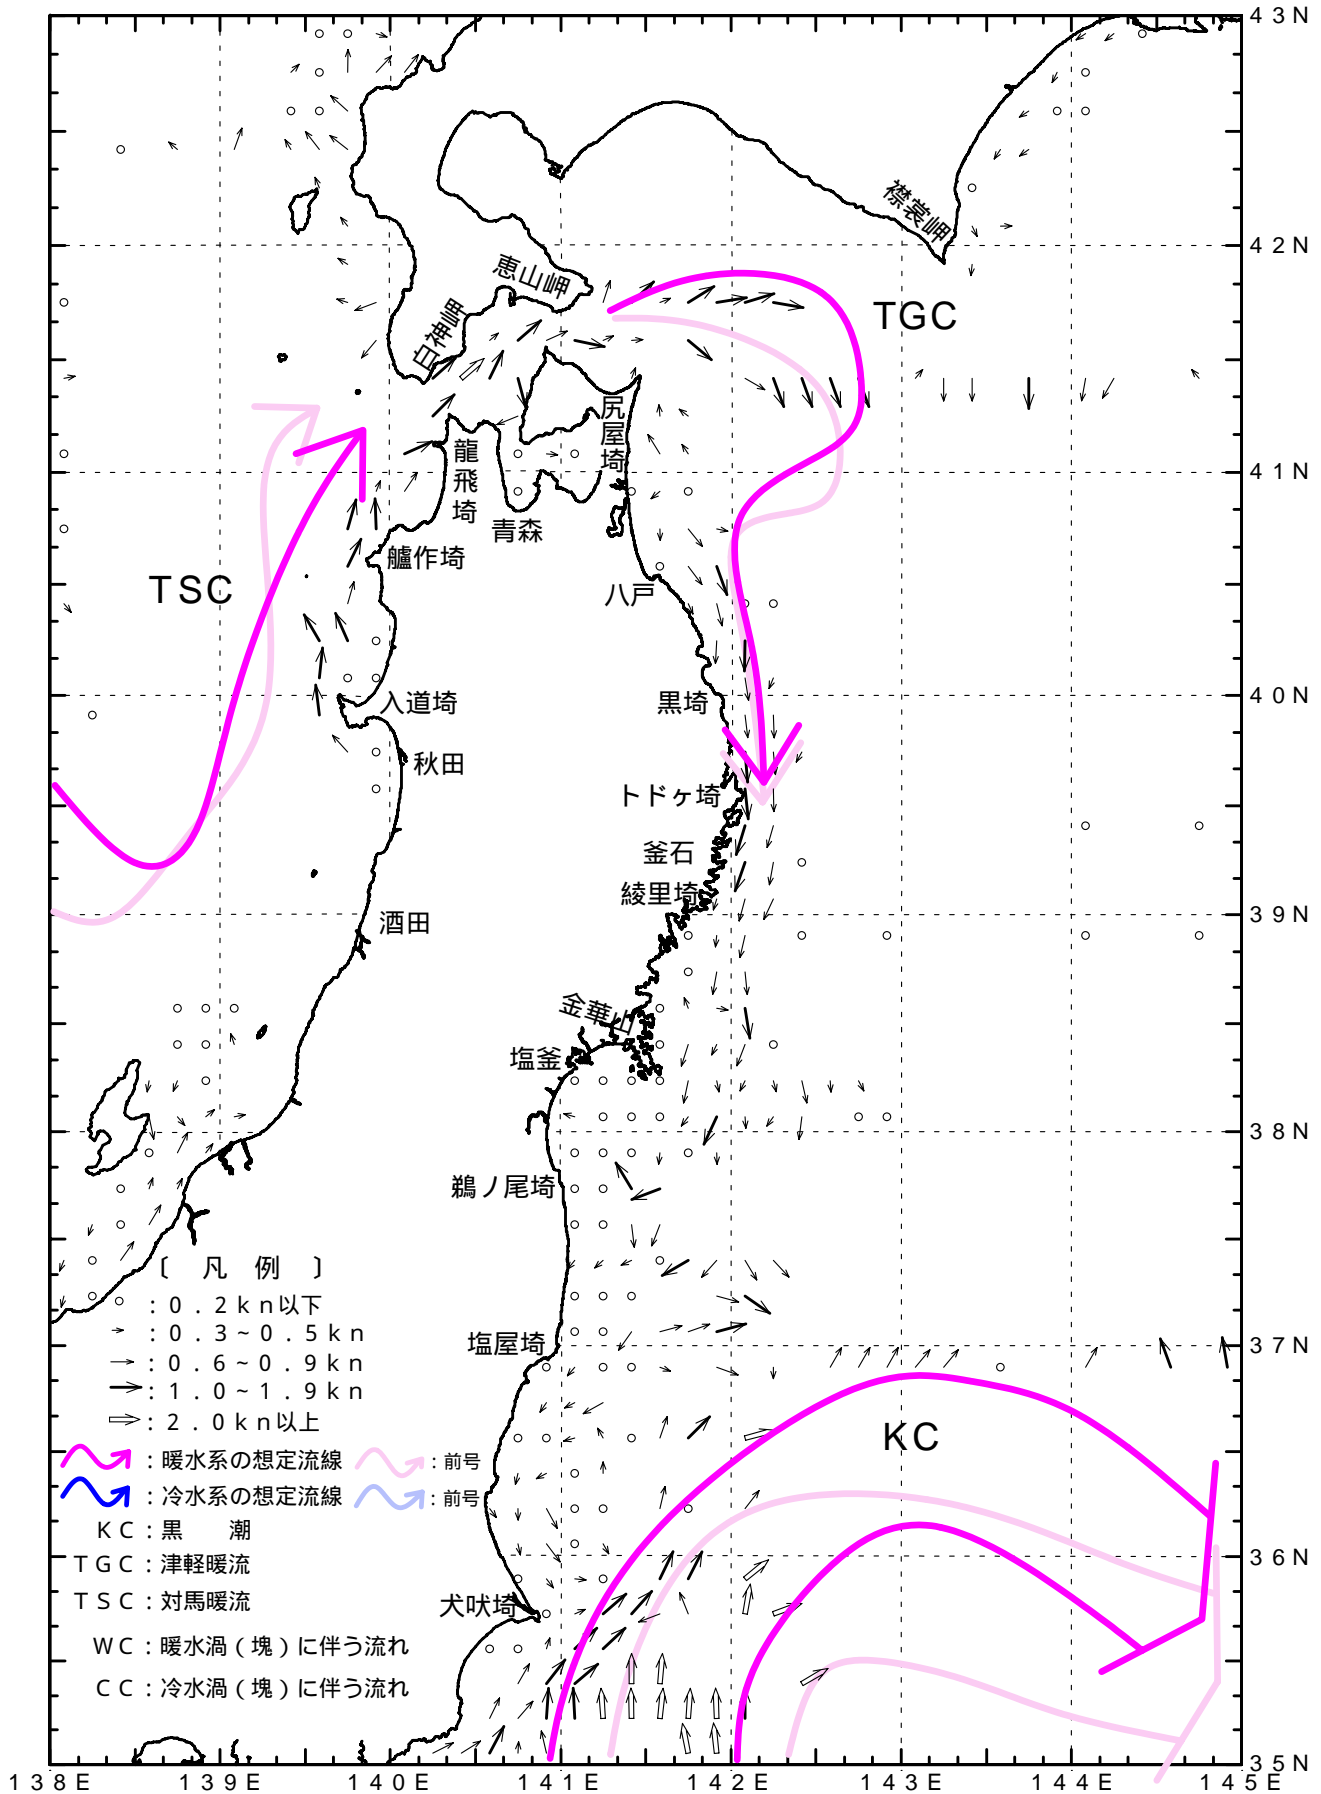 43N
襟裳岬
42N
恵山岬
TGC
白神岬
尻屋埼
龍飛埼
41N
青森
艫作埼
TSC
八戸
入道埼
黒埼
40N
秋田
トドヶ埼
釜石
綾里埼
酒田
39N
金華山
塩釜
38N
鵜ノ尾埼
〔 凡 例 〕
:0.2kn以下
:0.3~0.5kn
塩屋埼
37N
:0.6~0.9kn
:1.0~1.9kn
:2.0kn以上
KC
:暖水系の想定流線 :前号
:冷水系の想定流線 :前号
KC:黒 潮
TGC:津軽暖流
36N
TSC:対馬暖流
犬吠埼
WC:暖水渦(塊)に伴う流れ
CC:冷水渦(塊)に伴う流れ
35N
138E 139E 140E 141E 142E 143E 144E 145E